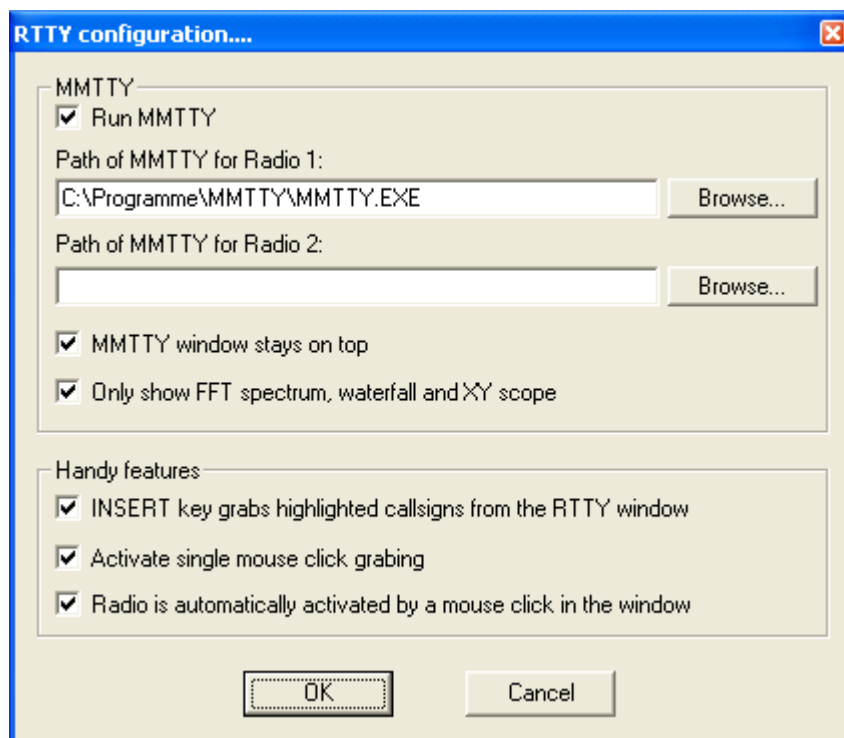 RTTY configuration....
MMTTY
Run MMTTY
Path of MMTTY for Radio 1:
C:\Programme\MMTTY\MMTTY.EXE
Browse...
Path of MMTTY for Radio 2:
Browse...
MMTTY window stays on top
Only show FFT spectrum, waterfall and XY scope
Handy features
INSERT key grabs highlighted callsigns from the RTTY window
Activate single mouse click grabing
Radio is automatically activated by a mouse click in the window
OK
Cancel